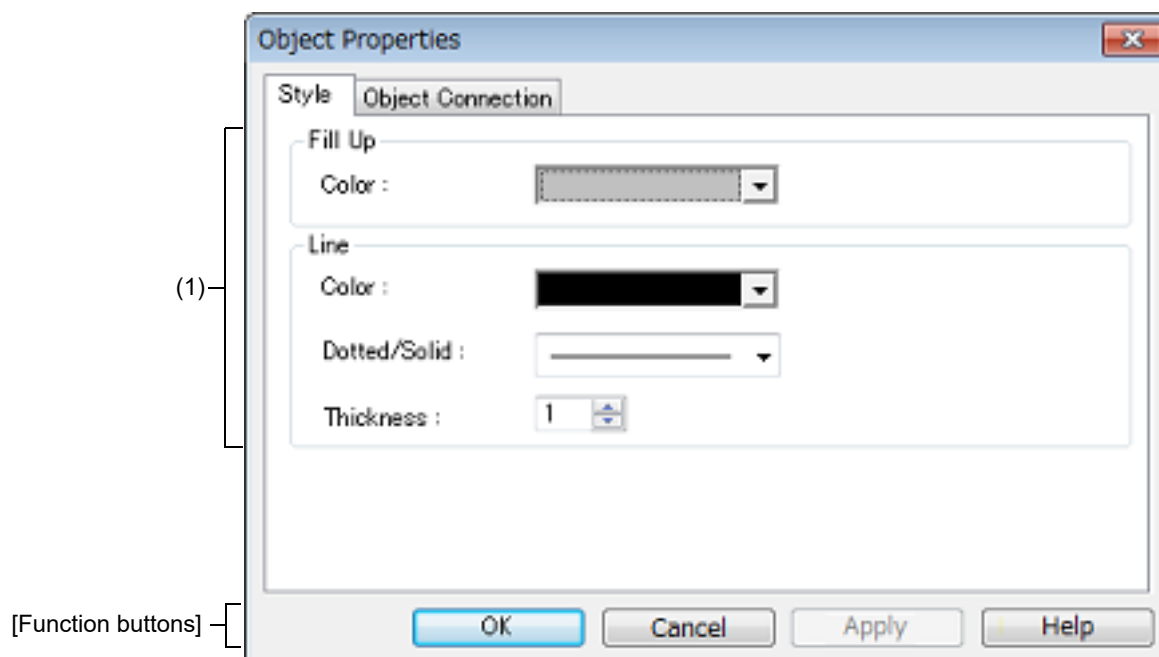 Object Properties
Style
Object Connection
Fill Up
Color :
Line
(1)
Color :
Dotted/Solid :
Thickness :
1
[Function buttons]
OK
Cancel
Apply
Help